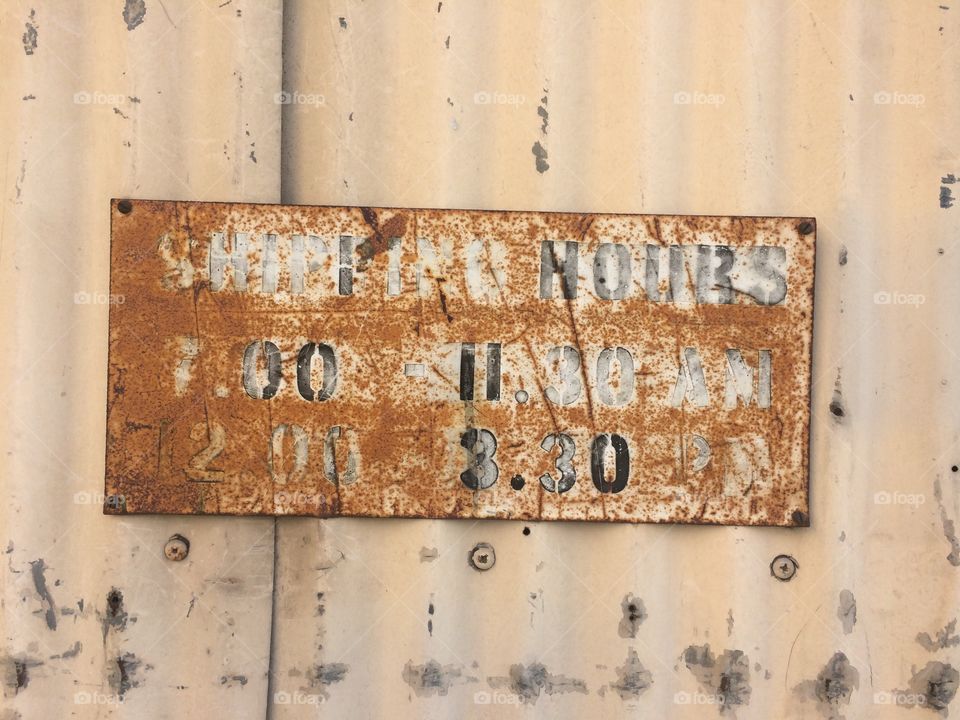 SHIPPING HOURS
7.00 - 11.30 AM
12.00 3.30 PM